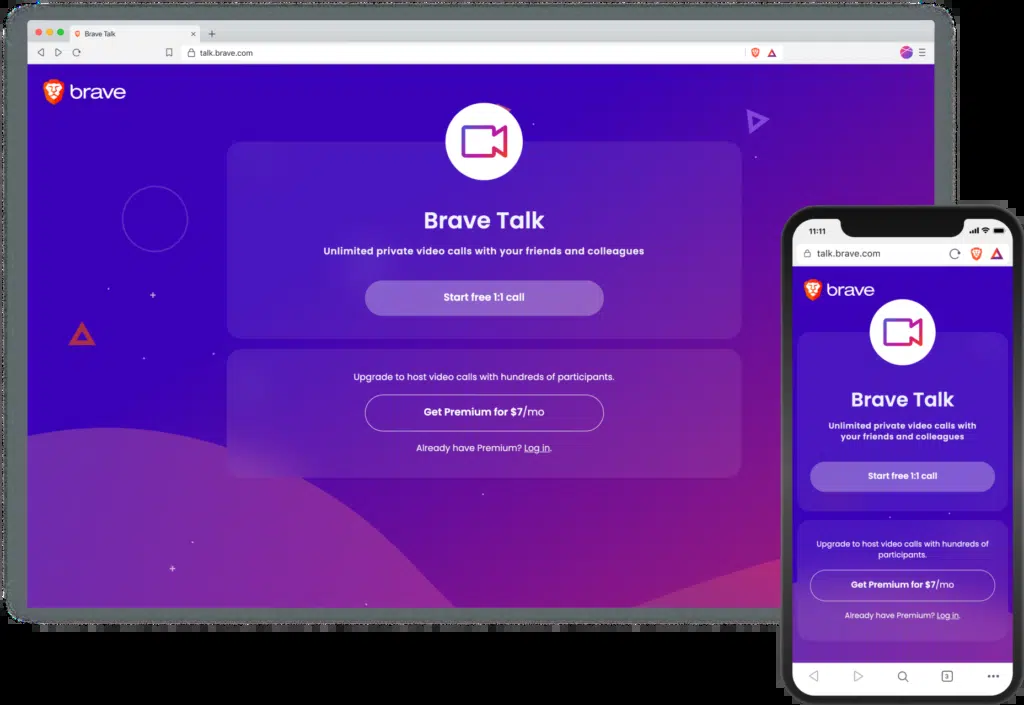 Brave Talk
talk.brave.com
brave
Brave Talk
Unlimited private video calls with your friends and colleagues
Start free 1:1 call
Upgrade to host video calls with hundreds of participants.
Get Premium for $7/mo
Already have Premium? Log in.
11:11
talk.brave.com
brave
Brave Talk
Unlimited private video calls with
your friends and colleagues
Start free 1:1 call
Upgrade to host video calls with hundreds of
participants.
Get Premium for $7/mo
Already have Premium? Log in.
3